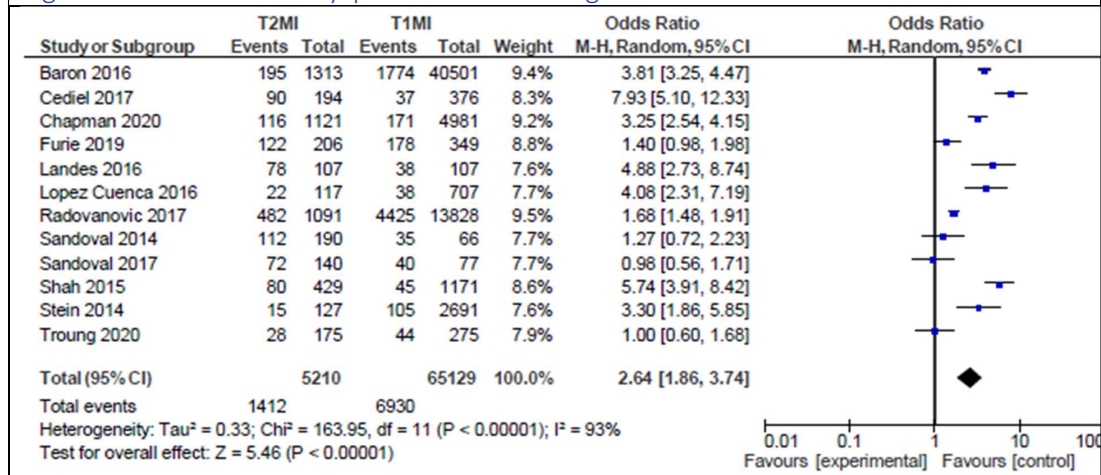 T2MI T1MI Odds Ratio Odds Ratio
Study or Subgroup Events Total Events Total Weight M-H, Random, 95% CI M-H, Random, 95% CI
Baron 2016 195 1313 1774 40501 9.4% 3.81 [3.25, 4.47]
Cediel 2017 90 194 37 376 8.3% 7.93 [5.10, 12.33]
Chapman 2020 116 1121 171 4981 9.2% 3.25 [2.54, 4.15]
Furie 2019 122 206 178 349 8.8% 1.40 [0.98, 1.98]
Landes 2016 78 107 38 107 7.6% 4.88 [2.73, 8.74]
Lopez Cuenca 2016 22 117 38 707 7.7% 4.08 [2.31, 7.19]
Radovanovic 2017 482 1091 4425 13828 9.5% 1.68 [1.48, 1.91]
Sandoval 2014 112 190 35 66 7.7% 1.27 [0.72, 2.23]
Sandoval 2017 72 140 40 77 7.7% 0.98 [0.56, 1.71]
Shah 2015 80 429 45 1171 8.6% 5.74 [3.91, 8.42]
Stein 2014 15 127 105 2691 7.6% 3.30 [1.86, 5.85]
Troung 2020 28 175 44 275 7.9% 1.00 [0.60, 1.68]
Total (95% CI) 5210 65129 100.0% 2.64 [1.86, 3.74]
Total events 1412 6930
Heterogeneity: Tau² = 0.33; Chi² = 163.95, df = 11 (P < 0.00001); I² = 93%
Test for overall effect: Z = 5.46 (P < 0.00001)
0.01 0.1 1 10 100
Favours [experimental] Favours [control]